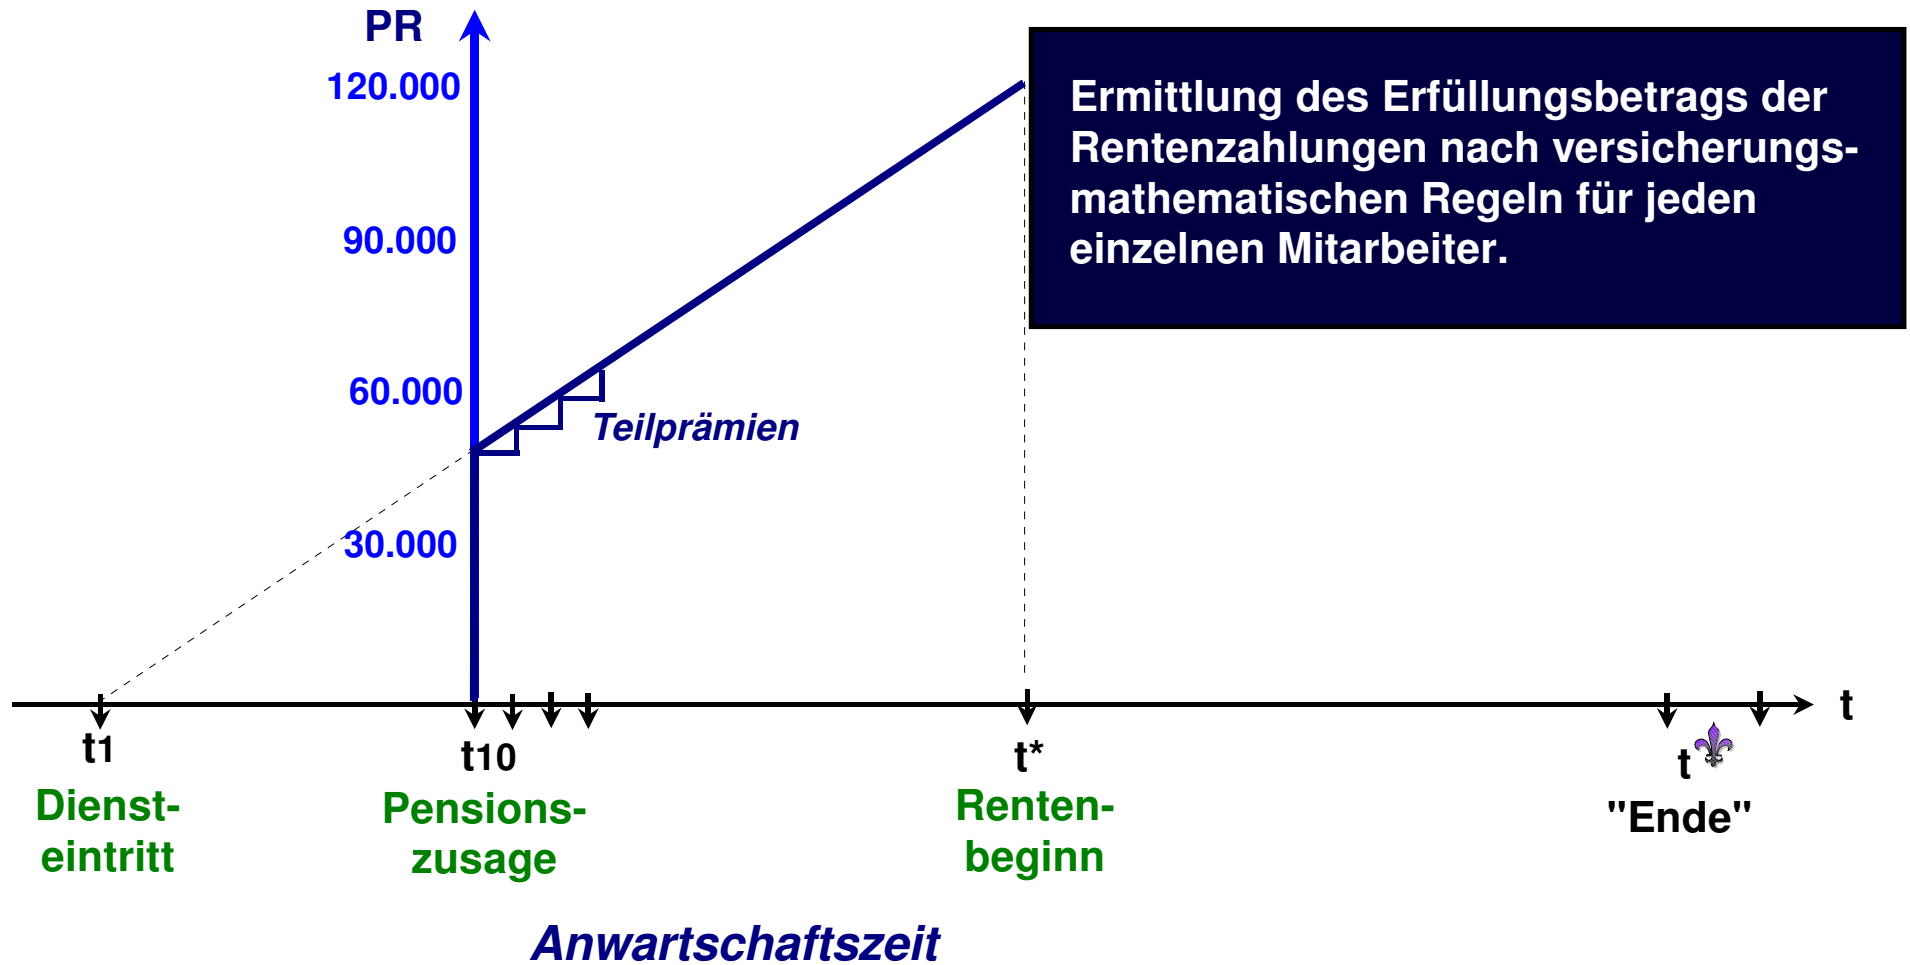 PR
120.000
90.000
60.000
30.000
Ermittlung des Erfüllungsbetrags der
Rentenzahlungen nach versicherungs-
mathematischen Regeln für jeden
einzelnen Mitarbeiter.
Teilprämien
t
t1
Dienst-
eintritt
t10
Pensions-
zusage
t*
Renten-
beginn
t
"Ende"
Anwartschaftszeit